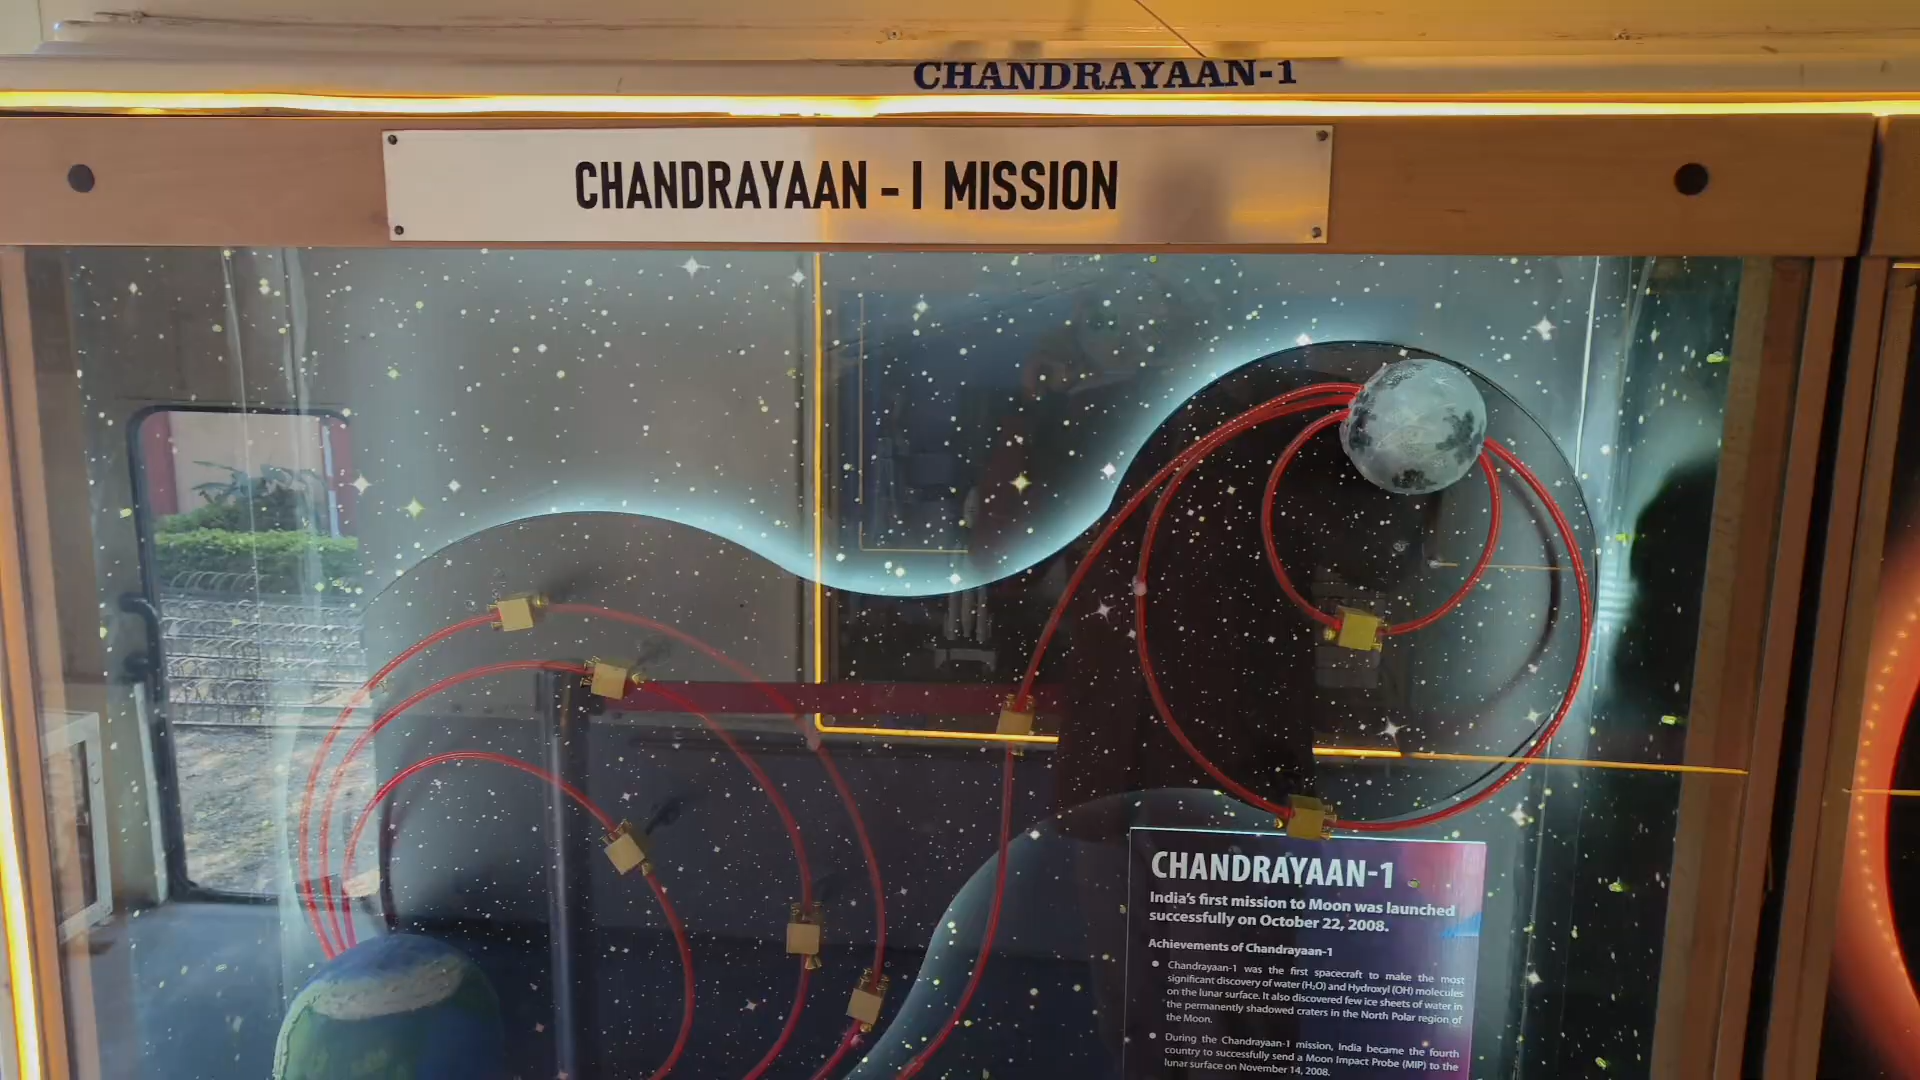 CHANDRAYAAN-1
CHANDRAYAAN - I MISSION
CHANDRAYAAN-1
India's first mission to Moon was launched
successfully on October 22, 2008.
Achievements of Chandrayaan-1
● Chandrayaan-1 was the first spacecraft to make the most
significant discovery of water (H₂O) and Hydroxyl (OH) molecules
on the lunar surface. It also discovered few ice sheets of water in
the permanently shadowed craters in the North Polar region of
the Moon.
● During the Chandrayaan-1 mission, India became the fourth
country to successfully send a Moon Impact Probe (MIP) to the
lunar surface on November 14, 2008.